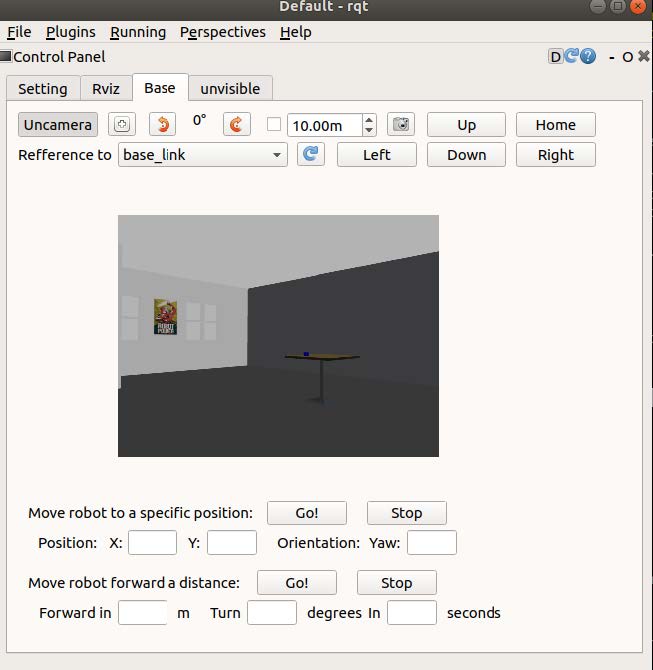 Default - rqt
File Plugins Running Perspectives Help
Control Panel D ? - O
Setting Rviz Base unvisible
Uncamera 0° 10.00m Up Home
Refference to base_link Left Down Right
ROBOT
POWER
Move robot to a specific position: Go! Stop
Position: X: Y: Orientation: Yaw:
Move robot forward a distance: Go! Stop
Forward in m Turn degrees In seconds